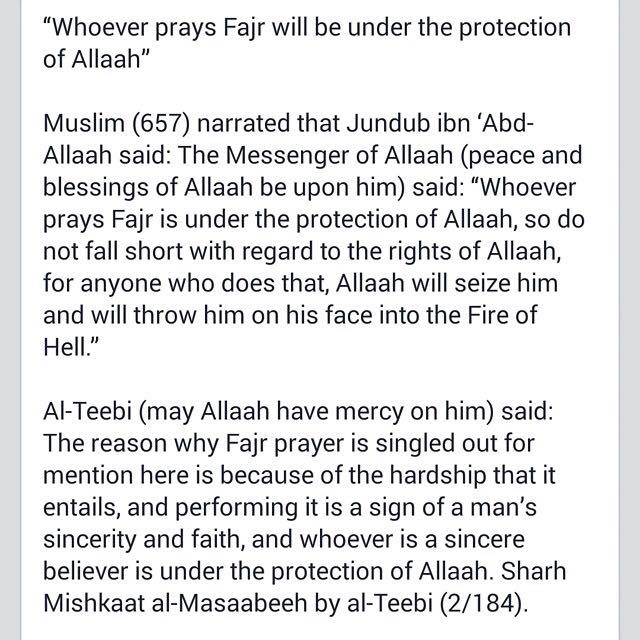 “Whoever prays Fajr will be under the protection
of Allaah”
Muslim (657) narrated that Jundub ibn ‘Abd-
Allaah said: The Messenger of Allaah (peace and
blessings of Allaah be upon him) said: “Whoever
prays Fajr is under the protection of Allaah, so do
not fall short with regard to the rights of Allaah,
for anyone who does that, Allaah will seize him
and will throw him on his face into the Fire of
Hell.”
Al-Teebi (may Allaah have mercy on him) said:
The reason why Fajr prayer is singled out for
mention here is because of the hardship that it
entails, and performing it is a sign of a man’s
sincerity and faith, and whoever is a sincere
believer is under the protection of Allaah. Sharh
Mishkaat al-Masaabeeh by al-Teebi (2/184).